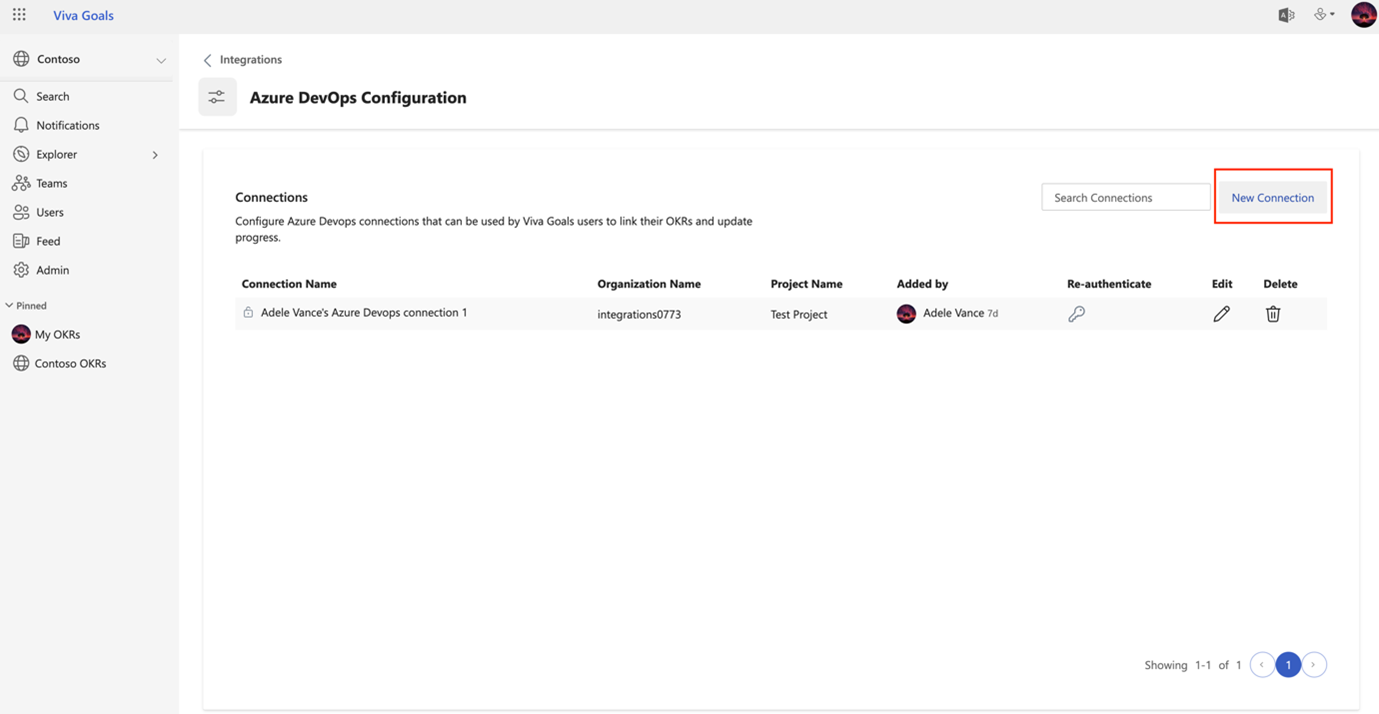 Viva Goals
Contoso
Search
Notifications
Explorer
Teams
Users
Feed
Admin
Pinned
My OKRs
Contoso OKRs
Integrations
Azure DevOps Configuration
Connections
Configure Azure Devops connections that can be used by Viva Goals users to link their OKRs and update
progress.
Search Connections
New Connection
Connection Name Organization Name Project Name Added by Re-authenticate Edit Delete
Adele Vance's Azure Devops connection 1 integrations0773 Test Project Adele Vance 7d
Showing 1-1 of 1 1